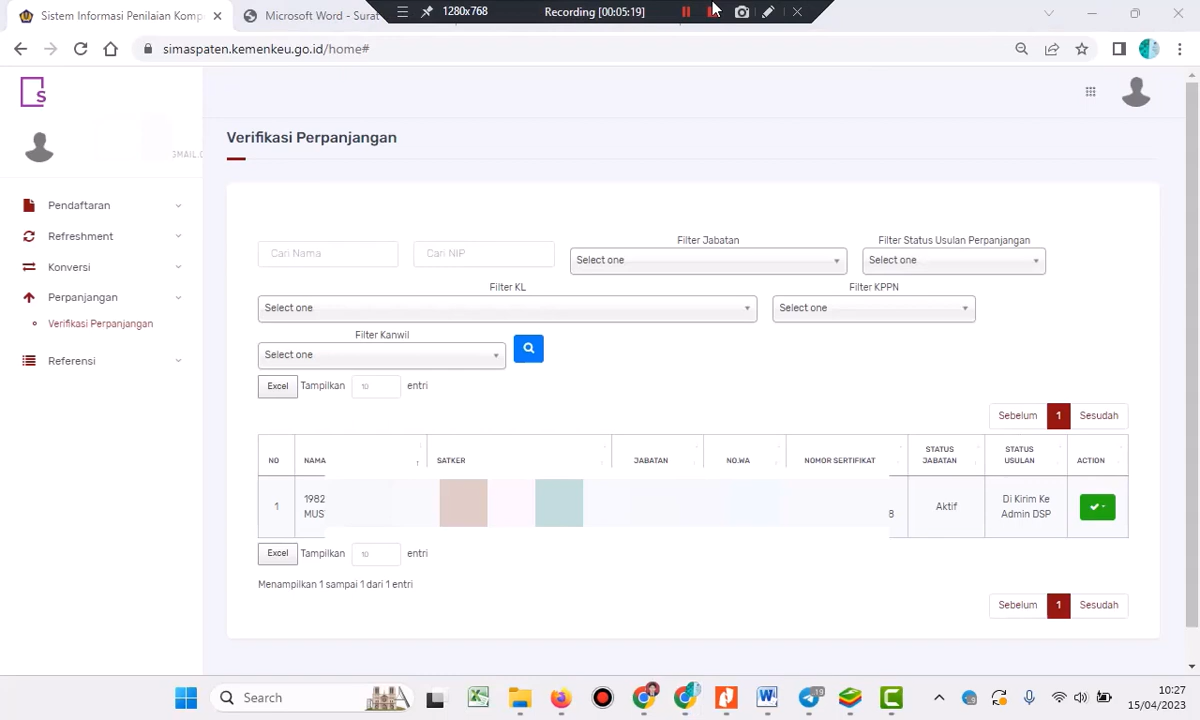 Sistem Informasi Penilaian Komp
Microsoft Word - Surat
1280x768
Recording [00:05:19]
simaspaten.kemenkeu.go.id/home#
S
GMAIL.C
Pendaftaran
Refreshment
Konversi
Perpanjangan
Verifikasi Perpanjangan
Referensi
Verifikasi Perpanjangan
Filter Jabatan
Filter Status Usulan Perpanjangan
Cari Nama
Cari NIP
Select one
Select one
Filter KL
Filter KPPN
Select one
Select one
Filter Kanwil
Select one
Excel Tampilkan 10 entri
Sebelum 1 Sesudah
NO NAMA SATKER JABATAN NO.WA NOMOR SERTIFIKAT STATUS JABATAN STATUS USULAN ACTION
1 1982 Aktif Di Kirim Ke
MUS 8 Admin DSP
Excel Tampilkan 10 entri
Menampilkan 1 sampai 1 dari 1 entri
Sebelum 1 Sesudah
Search
19
10:27
15/04/2023